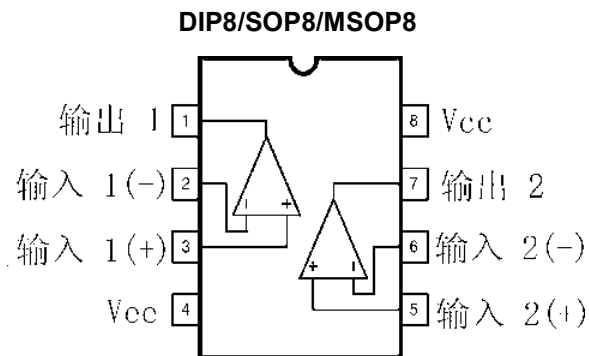 DIP8/SOP8/MSOP8
输出 1 1
8 Vcc
输入 1(-) 2
7 输出 2
输入 1(+) 3
6 输入 2(-)
Vcc 4
5 输入 2(+)
- +
+ -